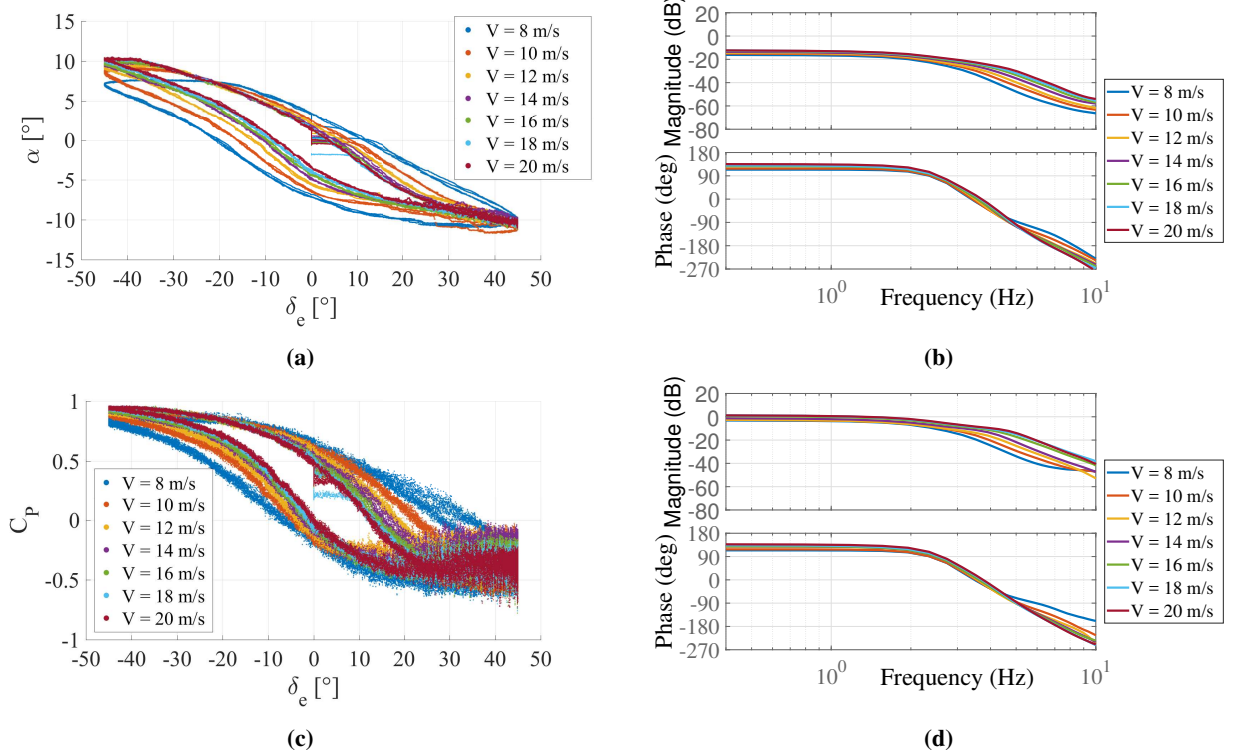 15
10
5
0
-5
-10
-15
α [°]
-50 -40 -30 -20 -10 0 10 20 30 40 50
δe [°]
V = 8 m/s
V = 10 m/s
V = 12 m/s
V = 14 m/s
V = 16 m/s
V = 18 m/s
V = 20 m/s
(a)
20
0
-20
-40
-60
-80
Magnitude (dB)
180
90
0
-90
-180
-270
Phase (deg)
10^0 10^1
Frequency (Hz)
V = 8 m/s
V = 10 m/s
V = 12 m/s
V = 14 m/s
V = 16 m/s
V = 18 m/s
V = 20 m/s
(b)
1
0.5
0
-0.5
-1
C_P
-50 -40 -30 -20 -10 0 10 20 30 40 50
δe [°]
V = 8 m/s
V = 10 m/s
V = 12 m/s
V = 14 m/s
V = 16 m/s
V = 18 m/s
V = 20 m/s
(c)
20
0
-20
-40
-60
-80
Magnitude (dB)
180
90
0
-90
-180
-270
Phase (deg)
10^0 10^1
Frequency (Hz)
V = 8 m/s
V = 10 m/s
V = 12 m/s
V = 14 m/s
V = 16 m/s
V = 18 m/s
V = 20 m/s
(d)